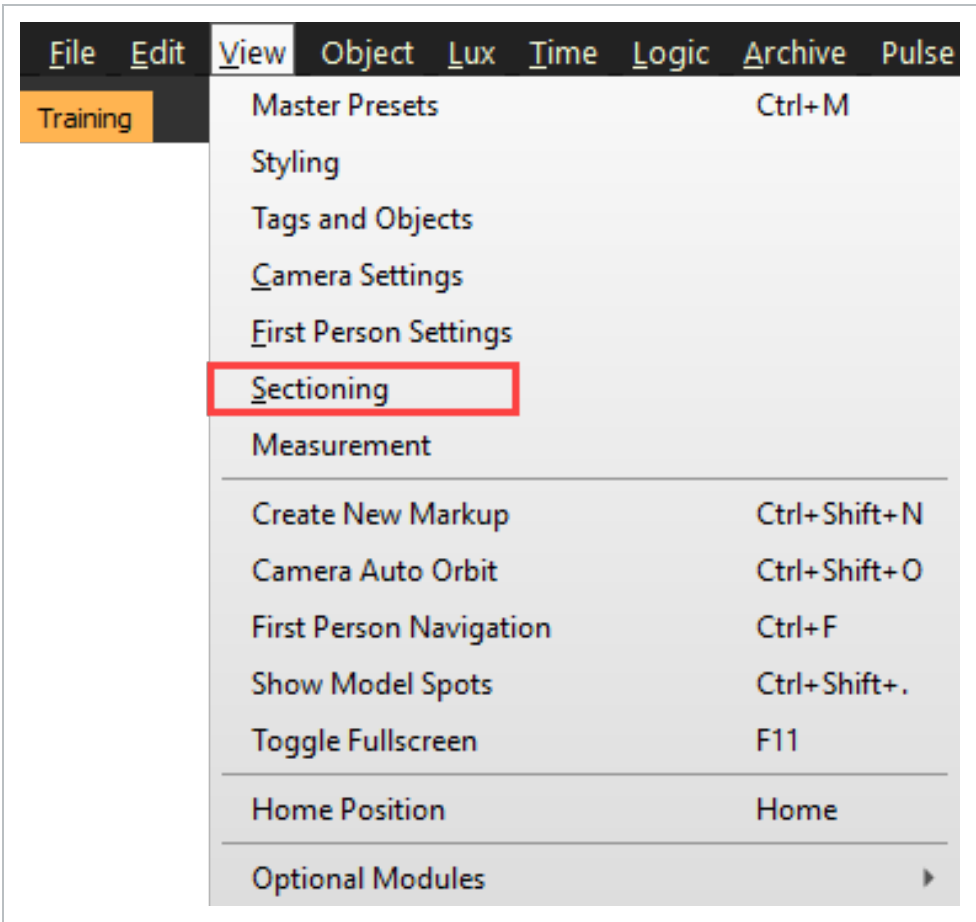 File Edit View Object Lux Time Logic Archive Pulse
Training
Master Presets Ctrl+M
Styling
Tags and Objects
Camera Settings
First Person Settings
Sectioning
Measurement
Create New Markup Ctrl+Shift+N
Camera Auto Orbit Ctrl+Shift+O
First Person Navigation Ctrl+F
Show Model Spots Ctrl+Shift+.
Toggle Fullscreen F11
Home Position Home
Optional Modules